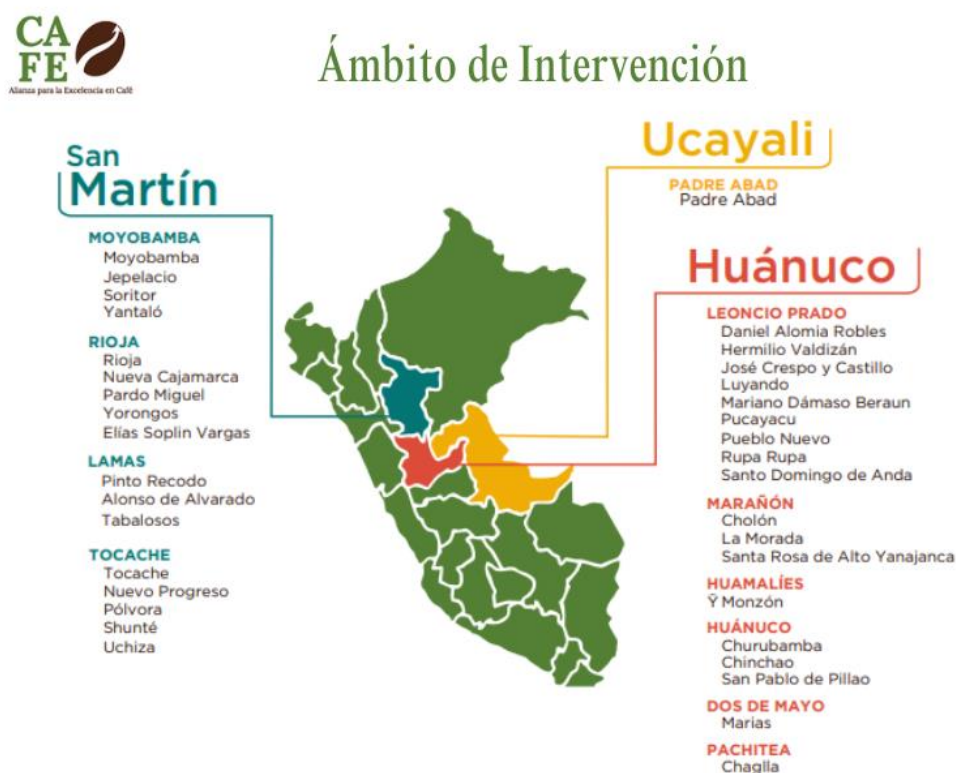 CA
FE
Alianza para la Excelencia en Café
Ámbito de Intervención
San
Martín
MOYOBAMBA
Moyobamba
Jepelacio
Soritor
Yantaló
RIOJA
Rioja
Nueva Cajamarca
Pardo Miguel
Yorongos
Elías Soplin Vargas
LAMAS
Pinto Recodo
Alonso de Alvarado
Tabalosos
TOCACHE
Tocache
Nuevo Progreso
Pólvora
Shunté
Uchiza
Ucayali
PADRE ABAD
Padre Abad
Huánuco
LEONCIO PRADO
Daniel Alomia Robles
Hermilio Valdizán
José Crespo y Castillo
Luyando
Mariano Dámaso Beraun
Pucayacu
Pueblo Nuevo
Rupa Rupa
Santo Domingo de Anda
MARAÑÓN
Cholón
La Morada
Santa Rosa de Alto Yanajanca
HUAMALÍES
Ÿ Monzón
HUÁNUCO
Churubamba
Chinchao
San Pablo de Pillao
DOS DE MAYO
Marias
PACHITEA
Chaglla